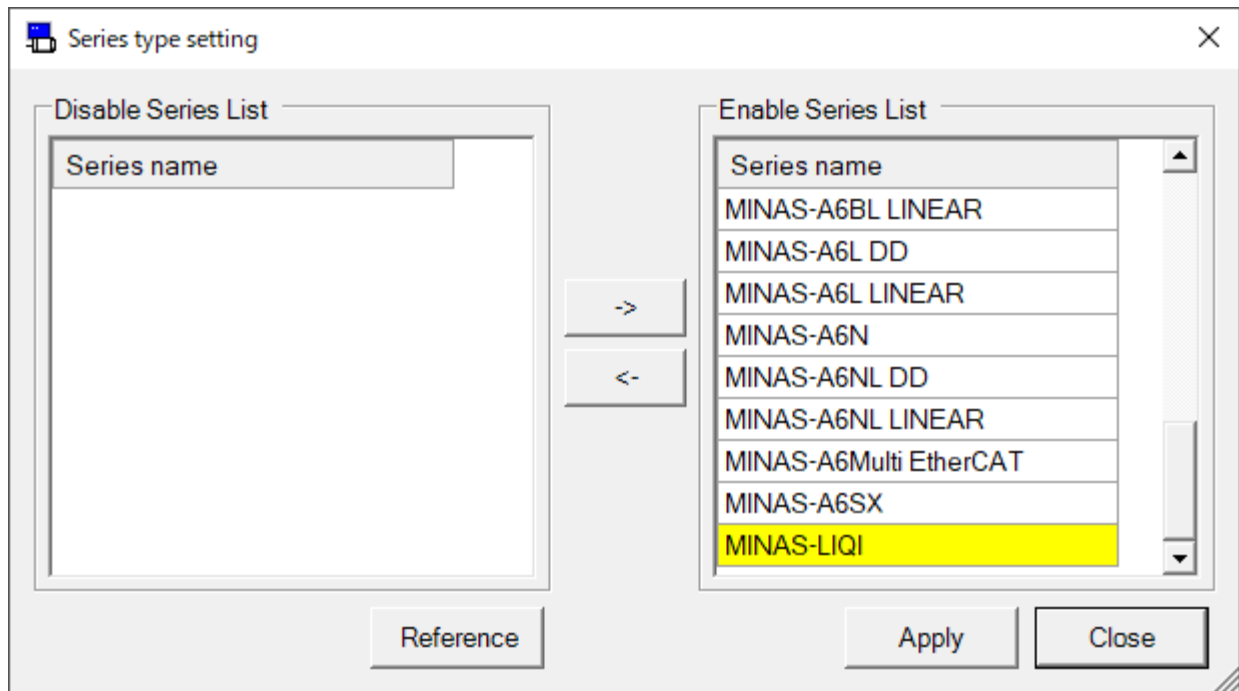 Series type setting
Disable Series List
Series name
->
<-
Enable Series List
Series name
MINAS-A6BL LINEAR
MINAS-A6L DD
MINAS-A6L LINEAR
MINAS-A6N
MINAS-A6NL DD
MINAS-A6NL LINEAR
MINAS-A6Multi EtherCAT
MINAS-A6SX
MINAS-LIQI
Reference
Apply
Close